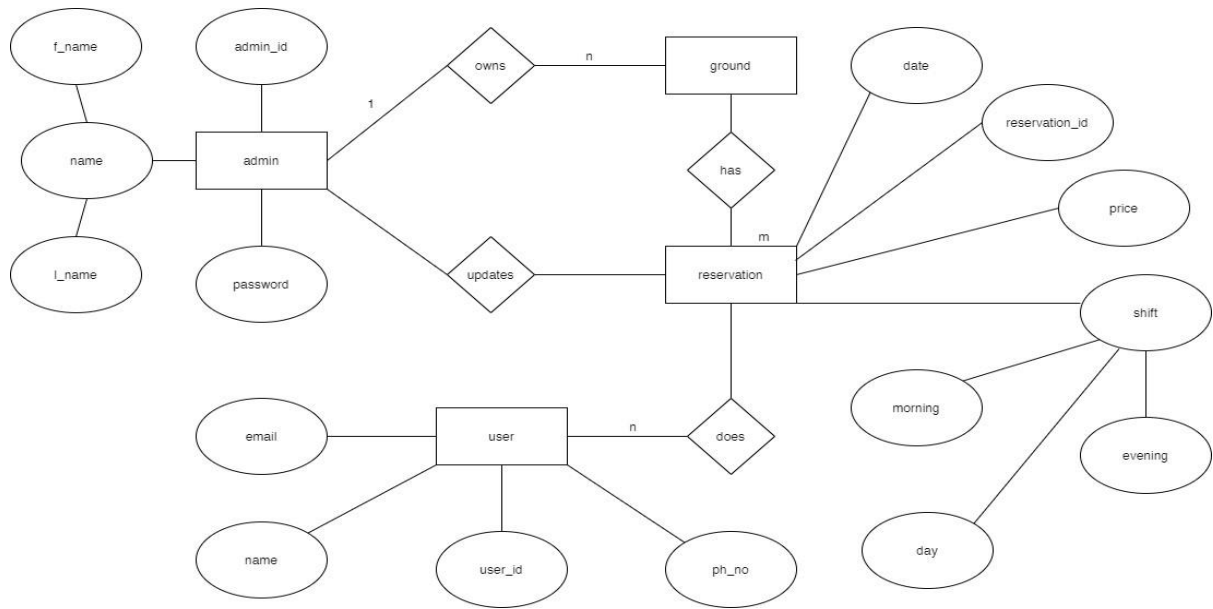 f_name
admin_id
owns
n
ground
date
1
reservation_id
name
admin
has
price
m
l_name
password
updates
reservation
shift
morning
email
user
n
does
evening
name
user_id
ph_no
day